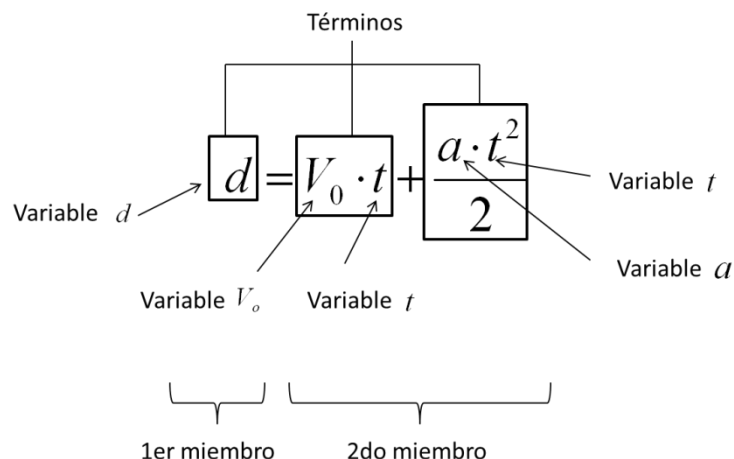 Términos
d = V₀ · t + a · t² / 2
Variable d
Variable t
Variable a
Variable Vₒ
Variable t
1er miembro
2do miembro